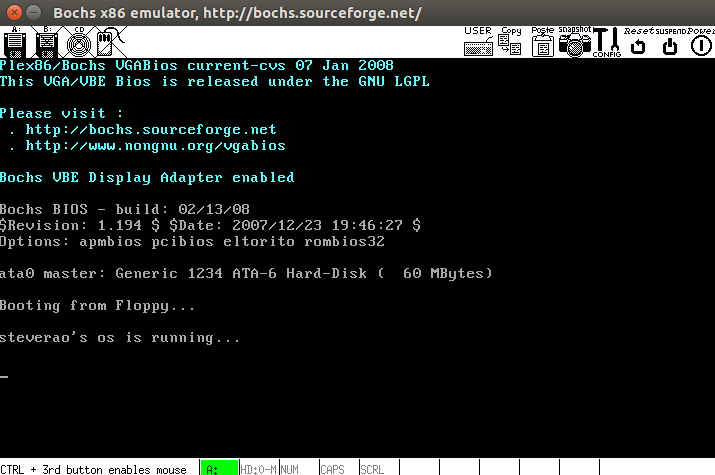 Bochs x86 emulator, http://bochs.sourceforge.net/
A: B: CD USER Copy Paste snapshot CONFIG Reset SUSPEND Power
Plex86/Bochs VGABios current-cvs 07 Jan 2008
This VGA/VBE Bios is released under the GNU LGPL
Please visit :
. http://bochs.sourceforge.net
. http://www.nongnu.org/vgabios
Bochs VBE Display Adapter enabled
Bochs BIOS - build: 02/13/08
$Revision: 1.194 $ $Date: 2007/12/23 19:46:27 $
Options: apmbios pcibios eltorito rombios32
ata0 master: Generic 1234 ATA-6 Hard-Disk (  60 MBytes)
Booting from Floppy...
steverao's os is running...
_
CTRL + 3rd button enables mouse A: HD:0-M NUM CAPS SCRL